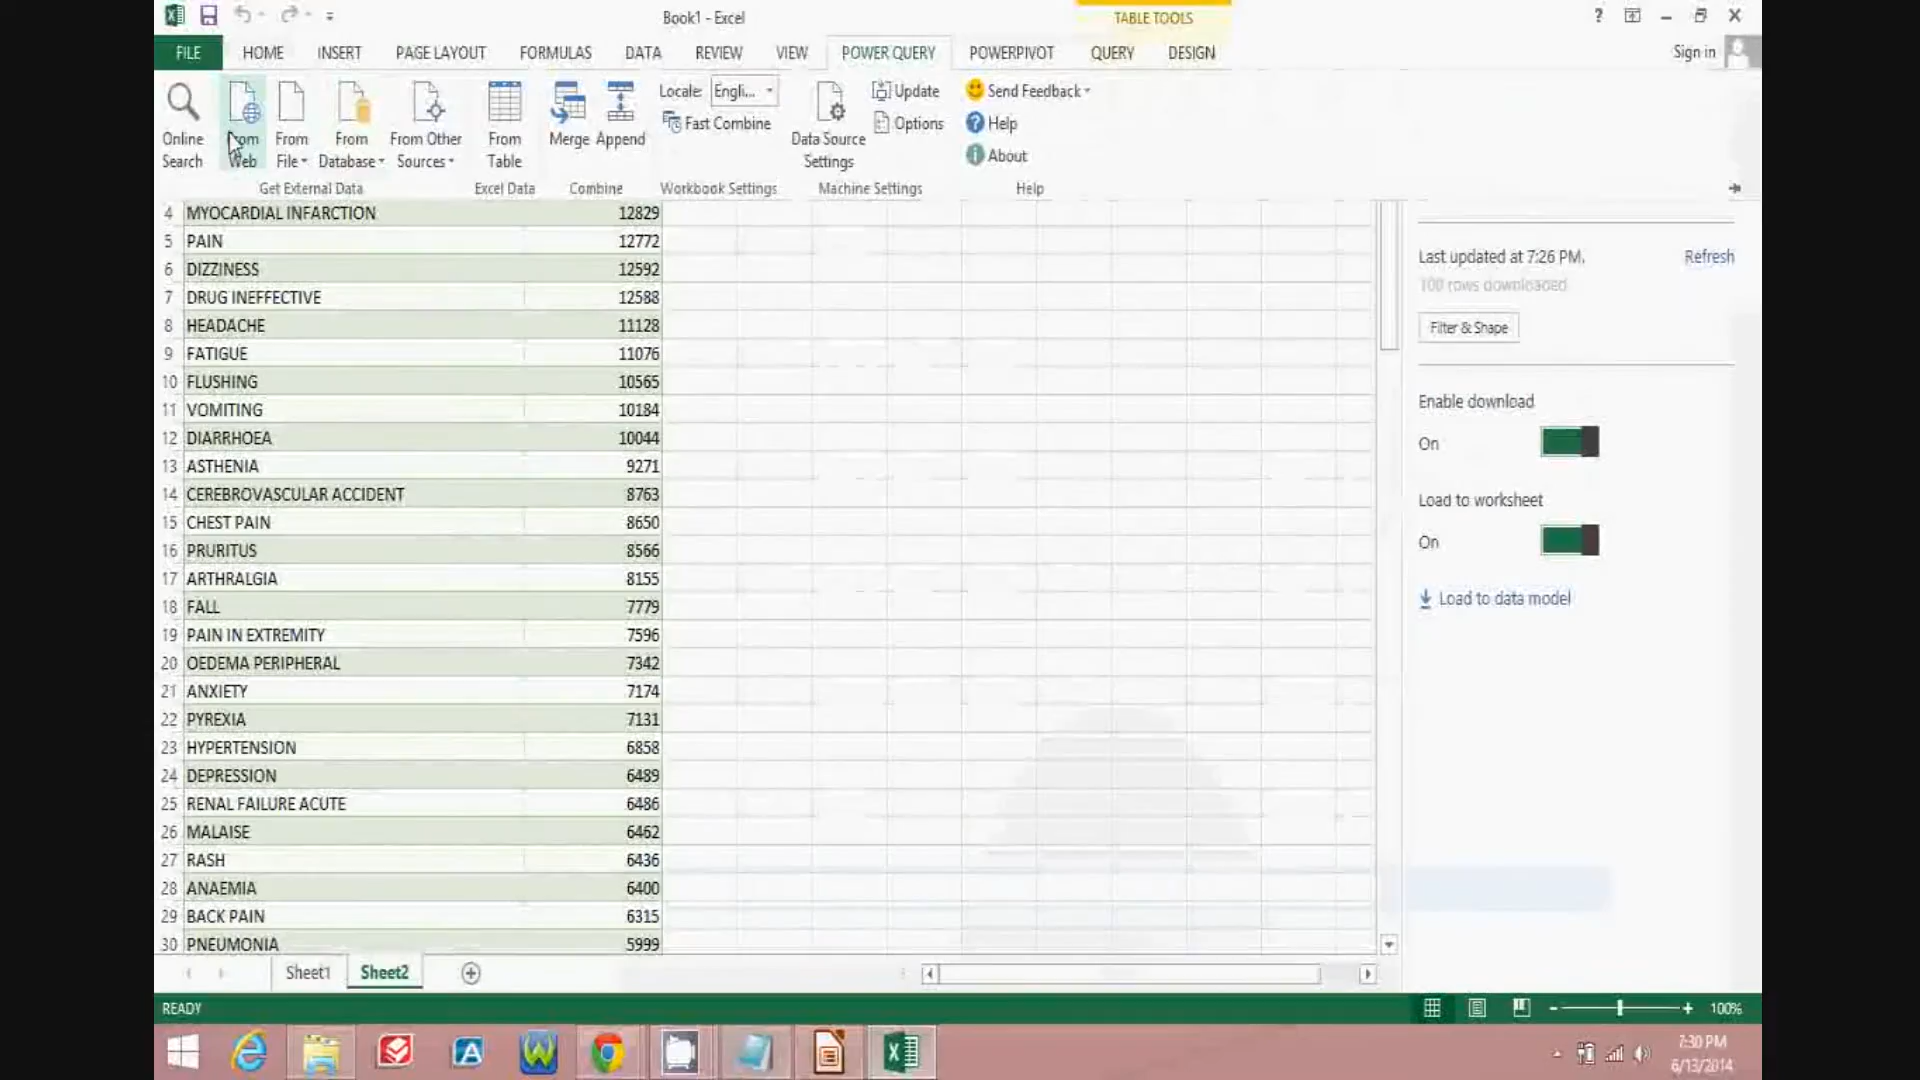 Book1 - Excel
TABLE TOOLS
?
FILE HOME INSERT PAGE LAYOUT FORMULAS DATA REVIEW VIEW POWER QUERY POWERPIVOT QUERY DESIGN Sign in
Online Search
From Web
From File
From Database
From Other Sources
From Table
Merge
Append
Locale: Engli...
Fast Combine
Data Source Settings
Update
Options
Send Feedback
Help
About
Get External Data Excel Data Combine Workbook Settings Machine Settings Help
4 MYOCARDIAL INFARCTION 12829
5 PAIN 12772
6 DIZZINESS 12592
7 DRUG INEFFECTIVE 12588
8 HEADACHE 11128
9 FATIGUE 11076
10 FLUSHING 10565
11 VOMITING 10184
12 DIARRHOEA 10044
13 ASTHENIA 9271
14 CEREBROVASCULAR ACCIDENT 8763
15 CHEST PAIN 8650
16 PRURITUS 8566
17 ARTHRALGIA 8155
18 FALL 7779
19 PAIN IN EXTREMITY 7596
20 OEDEMA PERIPHERAL 7342
21 ANXIETY 7174
22 PYREXIA 7131
23 HYPERTENSION 6858
24 DEPRESSION 6489
25 RENAL FAILURE ACUTE 6486
26 MALAISE 6462
27 RASH 6436
28 ANAEMIA 6400
29 BACK PAIN 6315
30 PNEUMONIA 5999
Last updated at 7:26 PM. Refresh
100 rows downloaded
Filter & Shape
Enable download
On
Load to worksheet
On
Load to data model
Sheet1 Sheet2
READY 100%
7:30 PM
6/13/2014